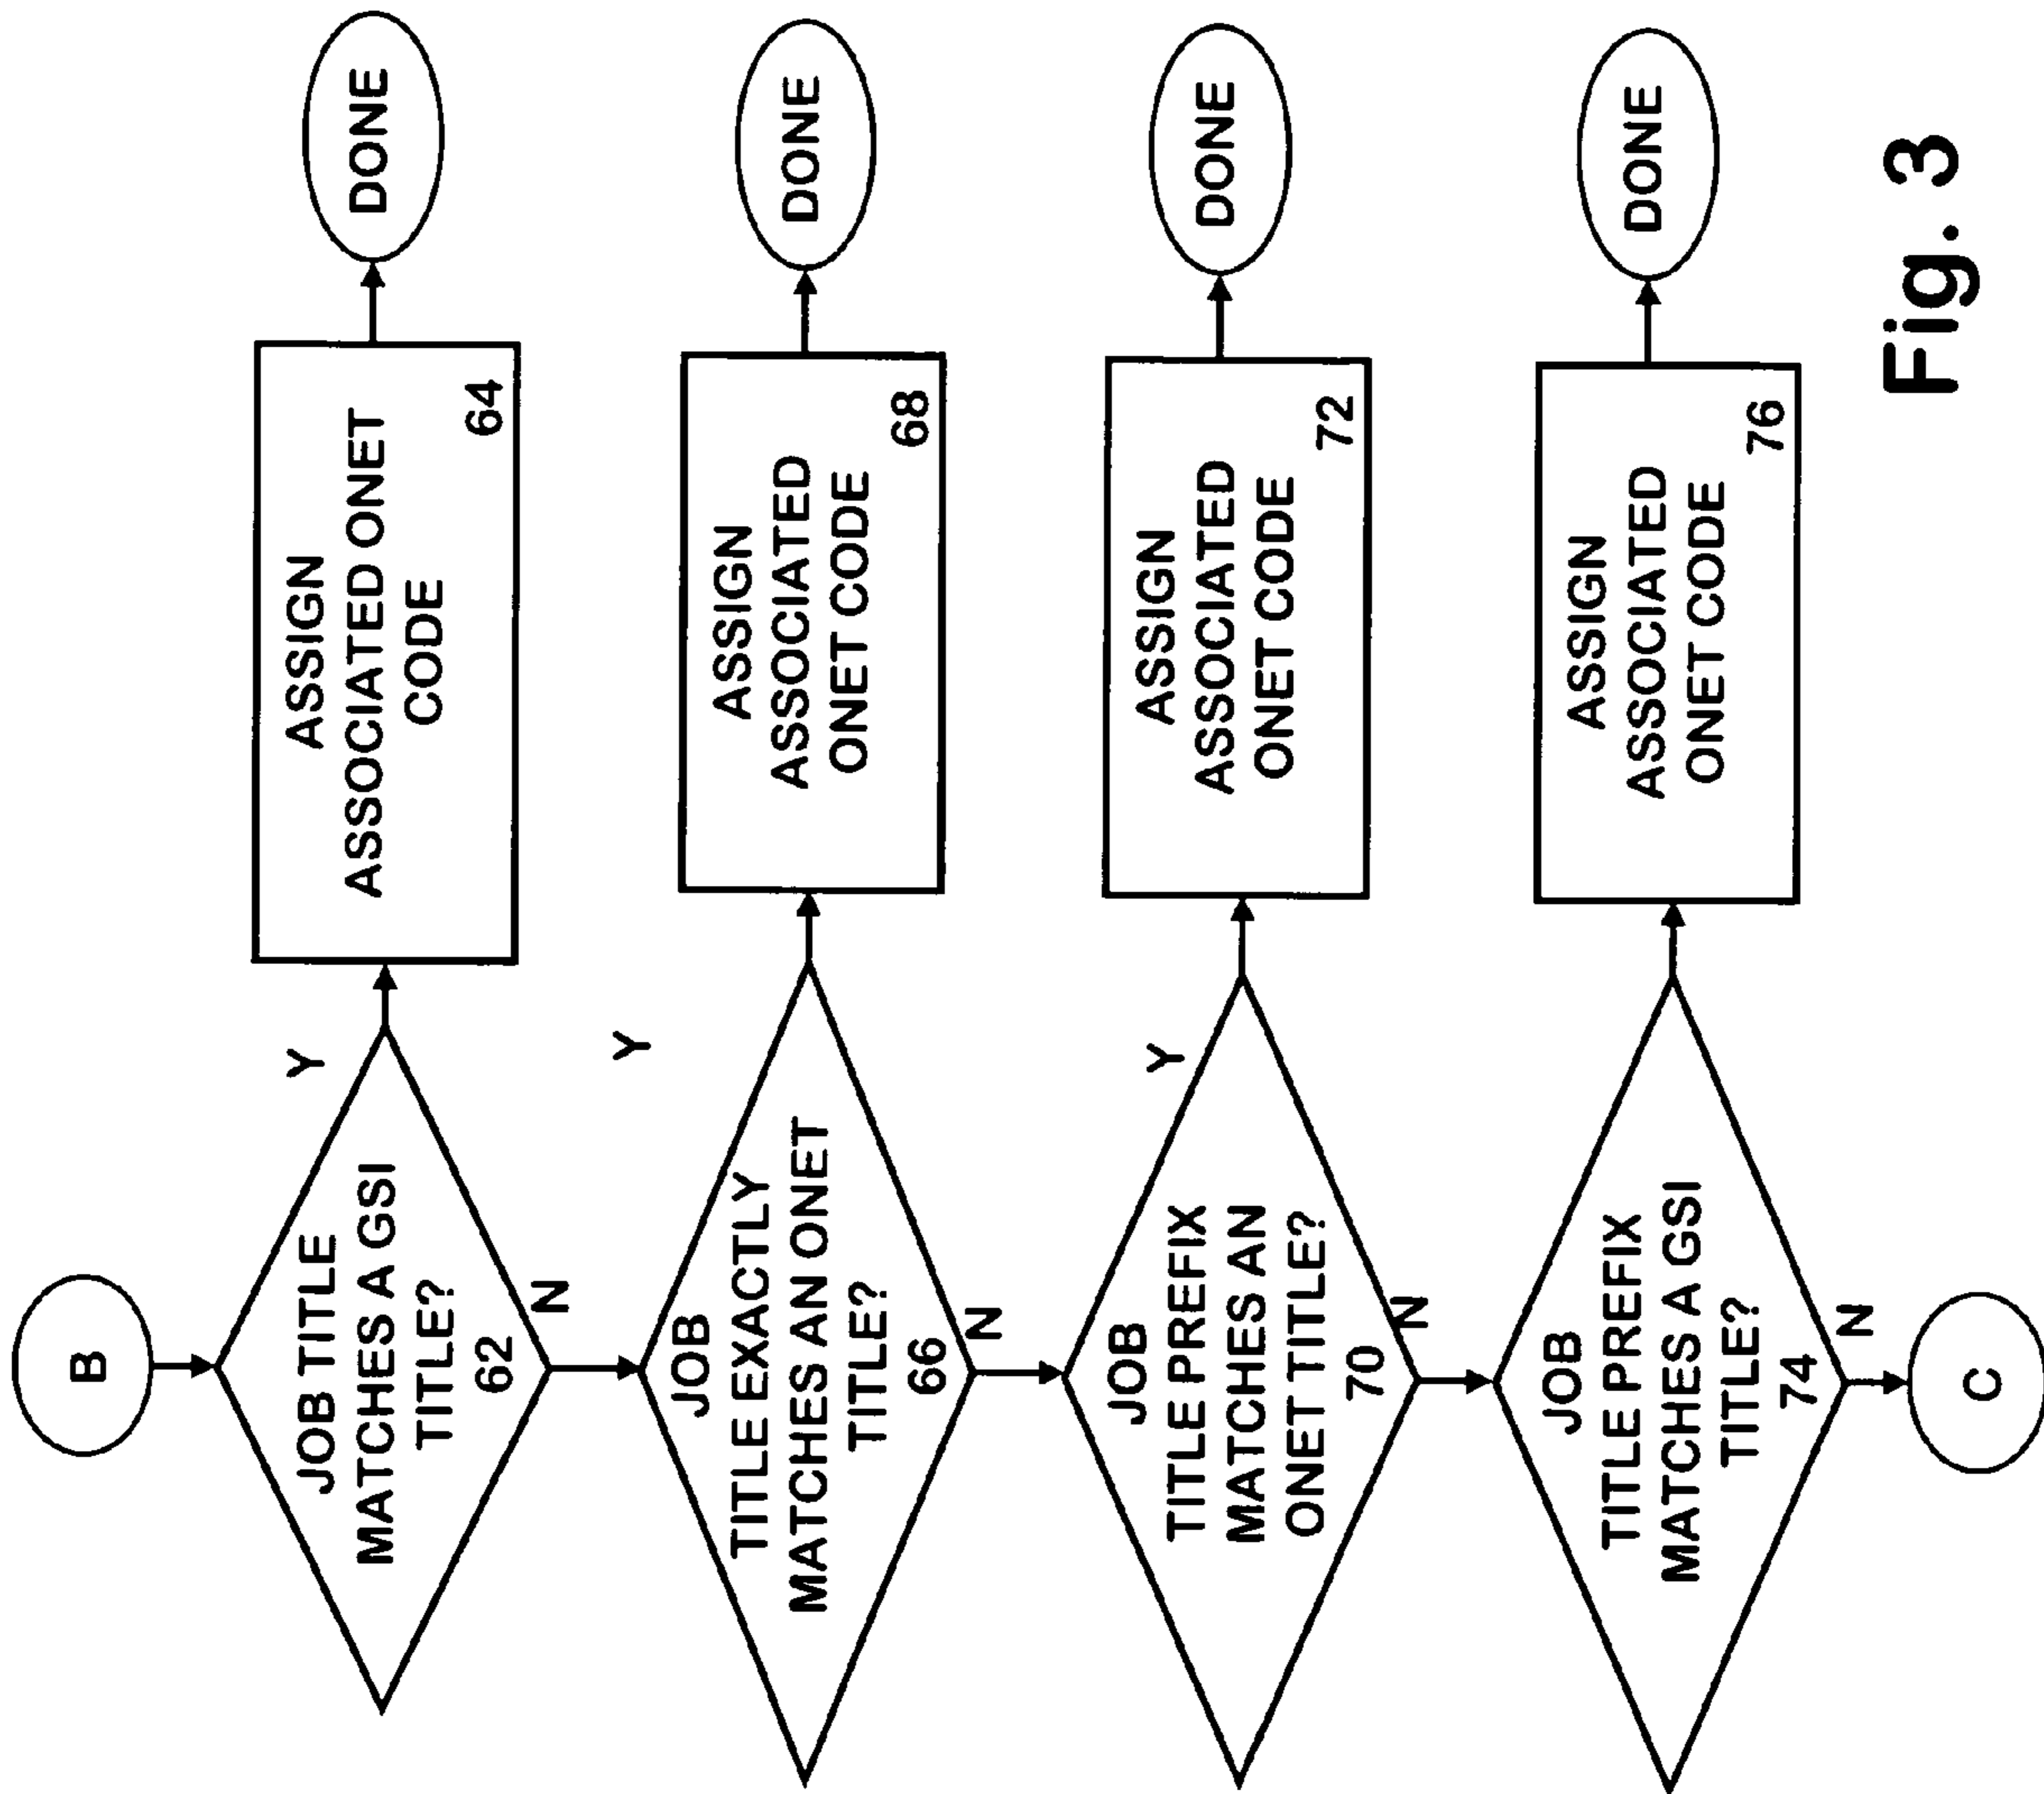 B
JOB TITLE
MATCHES A GSI
TITLE?
62
Y
N
ASSIGN
ASSOCIATED ONET
CODE
64
DONE
JOB
TITLE EXACTLY
MATCHES AN ONET
TITLE?
66
Y
N
ASSIGN
ASSOCIATED
ONET CODE
68
DONE
JOB
TITLE PREFIX
MATCHES AN
ONET TITLE?
70
Y
N
ASSIGN
ASSOCIATED
ONET CODE
72
DONE
JOB
TITLE PREFIX
MATCHES A GSI
TITLE?
74
N
ASSIGN
ASSOCIATED
ONET CODE
76
DONE
C
Fig. 3